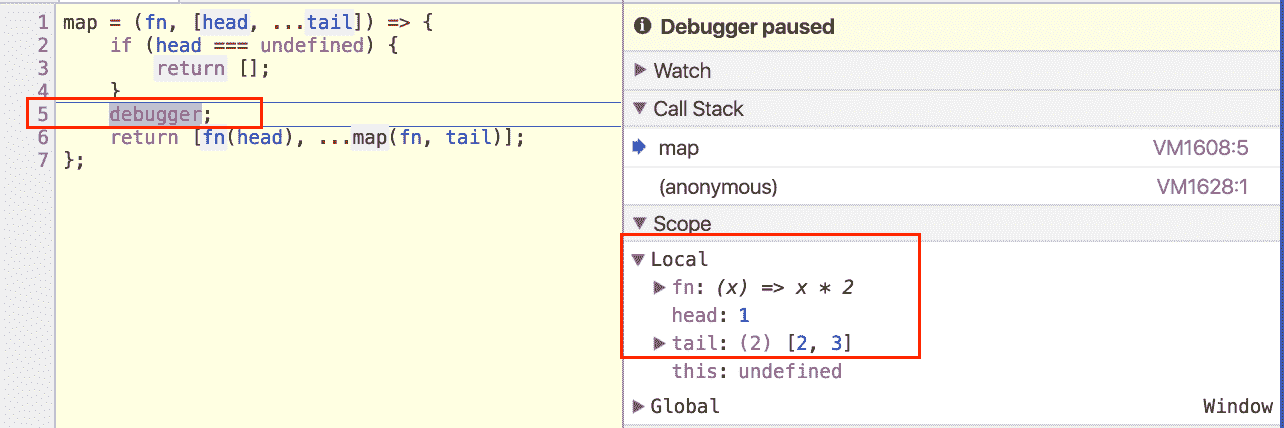 1 map = (fn, [head, ...tail]) => {
2 if (head === undefined) {
3 return [];
4 }
5 debugger;
6 return [fn(head), ...map(fn, tail)];
7 };
Debugger paused
Watch
Call Stack
map VM1608:5
(anonymous) VM1628:1
Scope
Local
fn: (x) => x * 2
head: 1
tail: (2) [2, 3]
this: undefined
Global Window